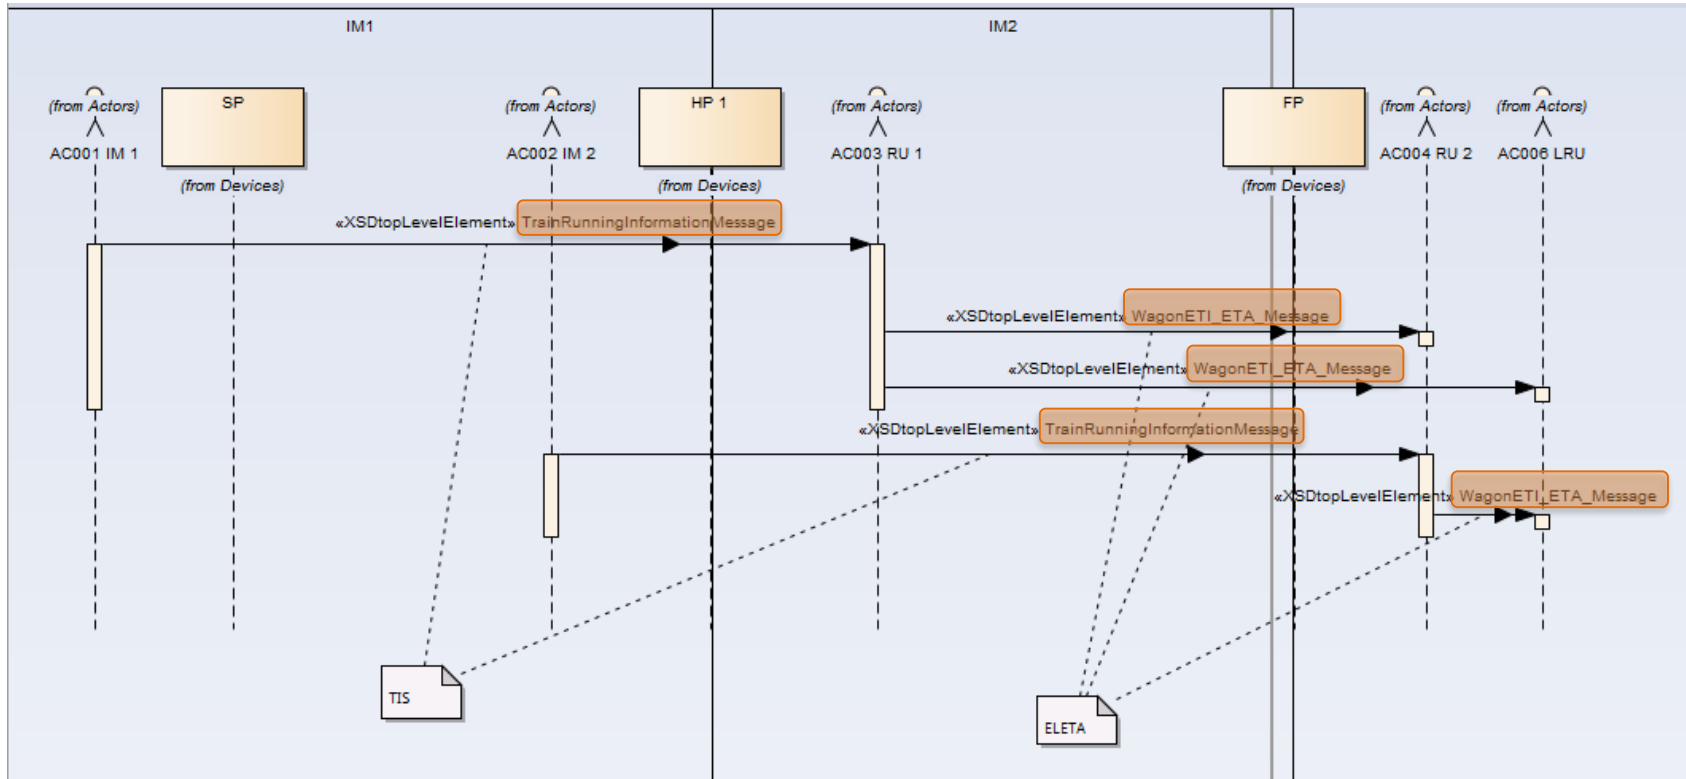 IM1
IM2
(from Actors)
SP
(from Actors)
HP 1
(from Actors)
FP
(from Actors)
(from Actors)
AC001 IM 1
AC002 IM 2
AC003 RU 1
AC004 RU 2
AC006 LRU
(from Devices)
(from Devices)
(from Devices)
«XSDtopLevelElement» TrainRunningInformationMessage
«XSDtopLevelElement» WagonETI_ETA_Message
«XSDtopLevelElement» WagonETI_ETA_Message
«XSDtopLevelElement» TrainRunningInformationMessage
«XSDtopLevelElement» WagonETI_ETA_Message
TIS
ELETA